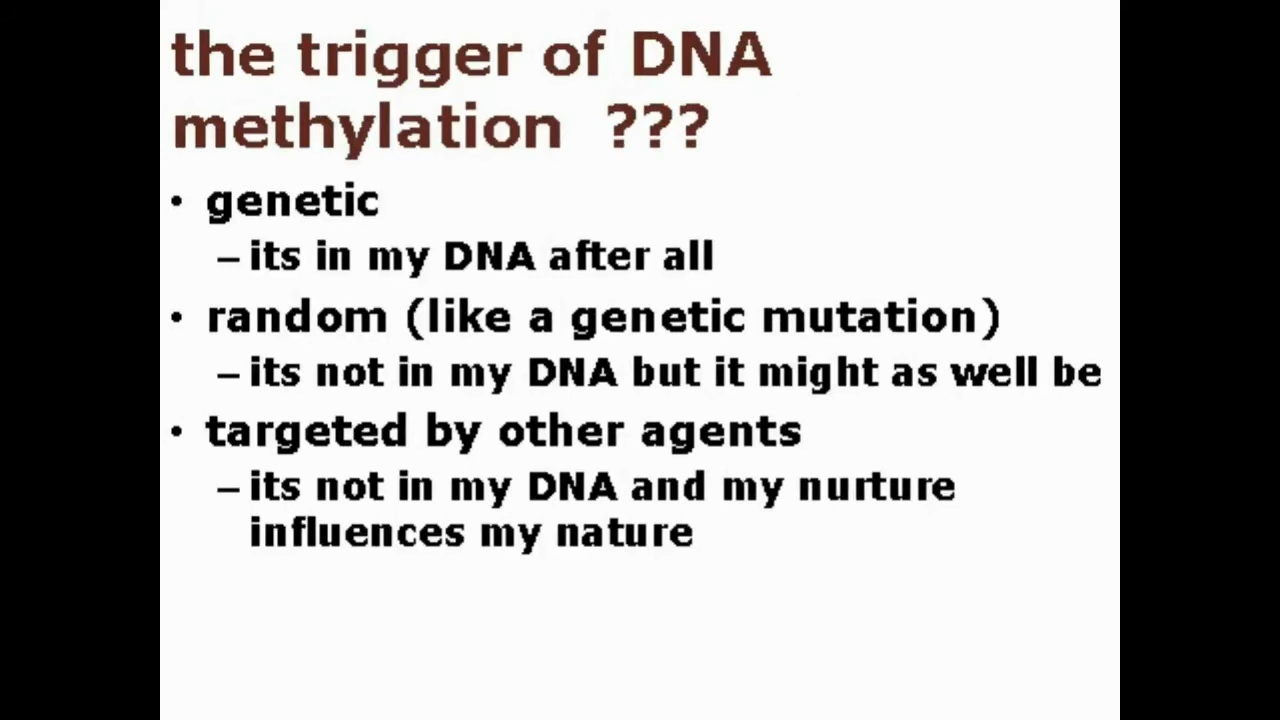 the trigger of DNA
methylation ???
• genetic
– its in my DNA after all
• random (like a genetic mutation)
– its not in my DNA but it might as well be
• targeted by other agents
– its not in my DNA and my nurture
influences my nature